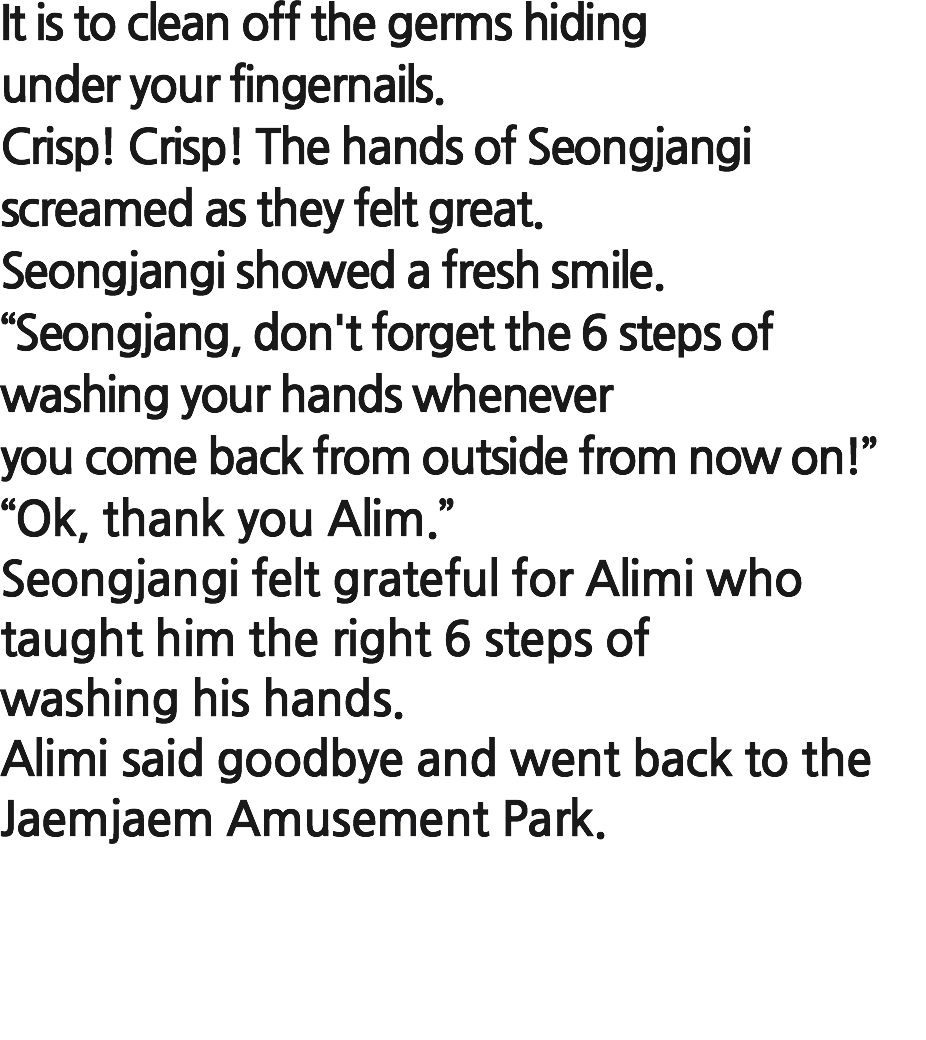 It is to clean off the germs hiding
under your fingernails.
Crisp! Crisp! The hands of Seongjangi
screamed as they felt great.
Seongjangi showed a fresh smile.
“Seongjang, don't forget the 6 steps of
washing your hands whenever
you come back from outside from now on!”
“Ok, thank you Alim.”
Seongjangi felt grateful for Alimi who
taught him the right 6 steps of
washing his hands.
Alimi said goodbye and went back to the
Jaemjaem Amusement Park.